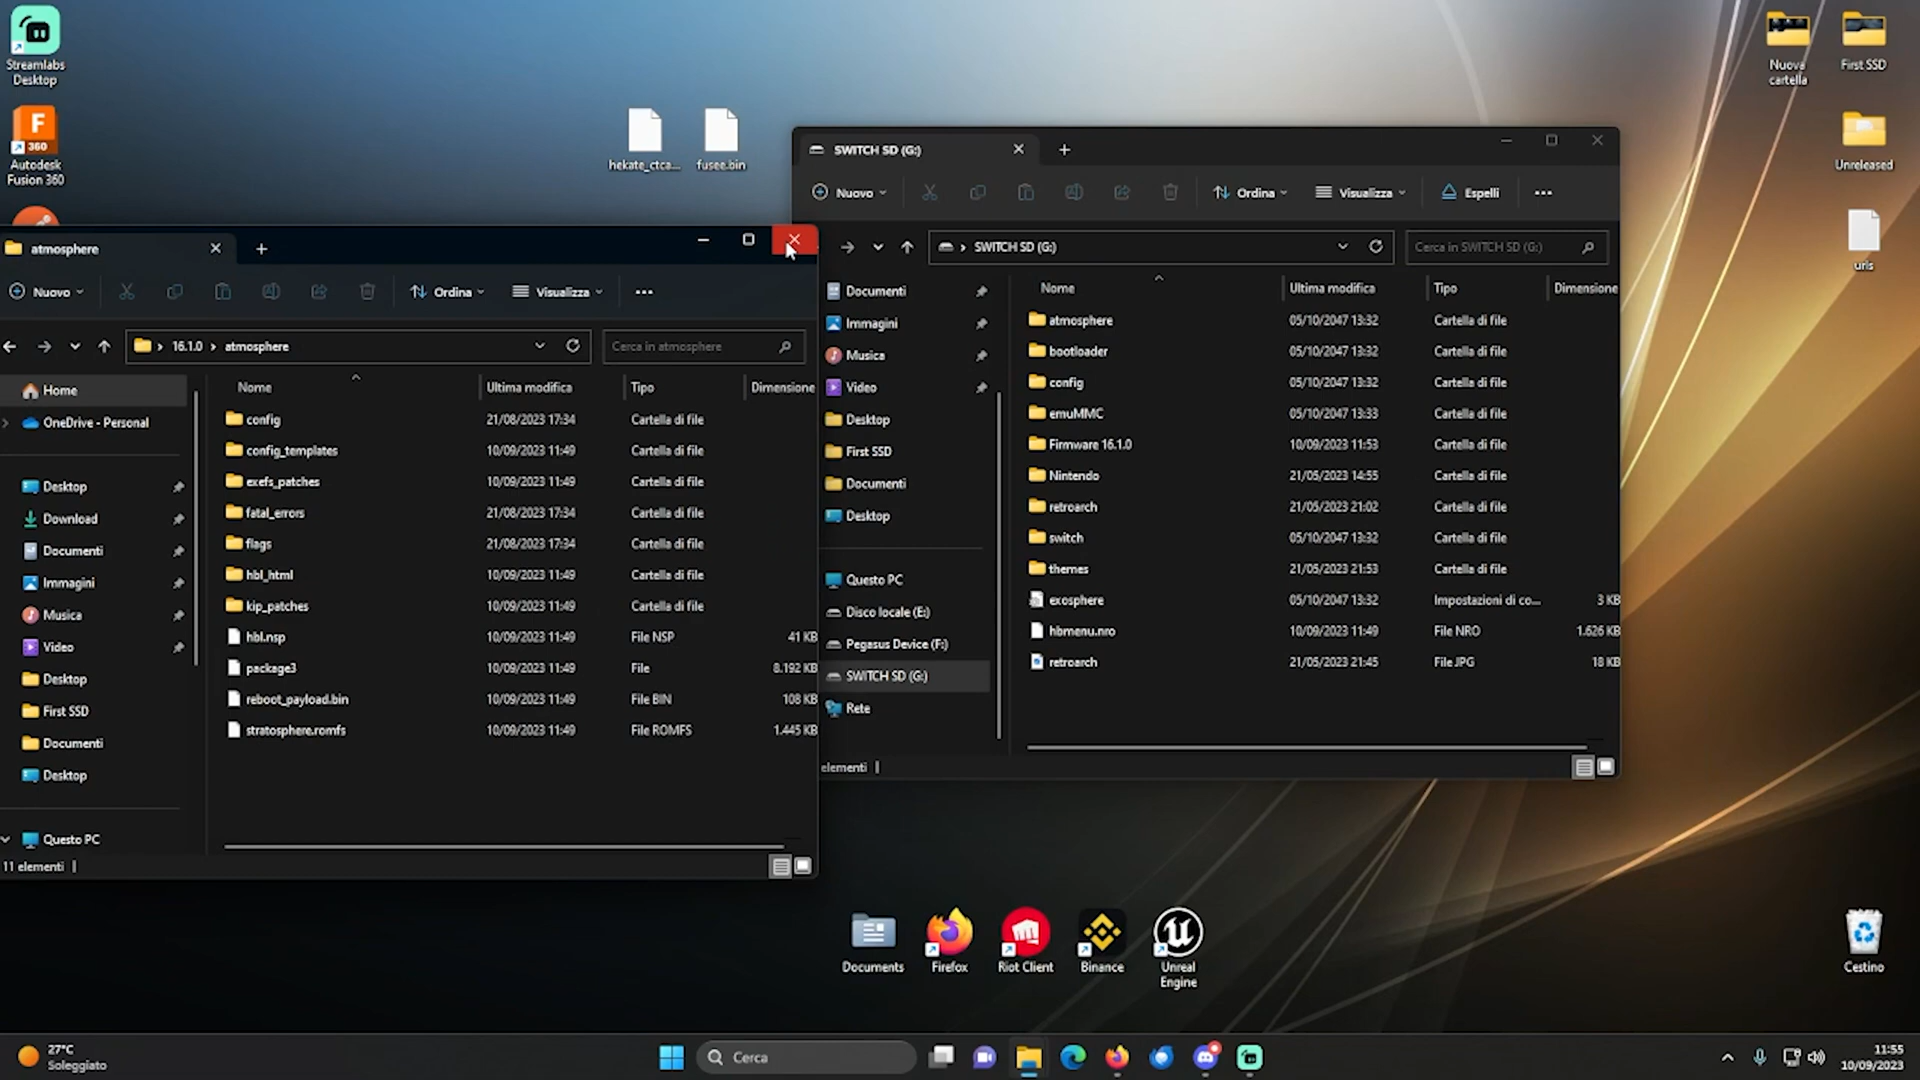 Streamlabs
Desktop
F
360
Autodesk
Fusion 360
hekate_ctca...
fusee.bin
Nuova
cartella
First SSD
Unreleased
uris
SWITCH SD (G:)
Nuovo
Ordina
Visualizza
Espelli
SWITCH SD (G:)
Cerca in SWITCH SD (G:)
Nome Ultima modifica Tipo Dimensione
Documenti
Immagini
Musica
Video
Desktop
First SSD
Documenti
Desktop
Questo PC
Disco locale (E:)
Pegasus Device (F:)
SWITCH SD (G:)
Rete
atmosphere 05/10/2047 13:32 Cartella di file
bootloader 05/10/2047 13:32 Cartella di file
config 05/10/2047 13:32 Cartella di file
emuMMC 05/10/2047 13:33 Cartella di file
Firmware 16.1.0 10/09/2023 11:53 Cartella di file
Nintendo 21/05/2023 14:55 Cartella di file
retroarch 21/05/2023 21:02 Cartella di file
switch 05/10/2047 13:32 Cartella di file
themes 21/05/2023 21:53 Cartella di file
exosphere 05/10/2047 13:32 Impostazioni di co... 3 KB
hbmenu.nro 10/09/2023 11:49 File NRO 1.626 KB
retroarch 21/05/2023 21:45 File JPG 18 KB
elementi
atmosphere
Nuovo
Ordina
Visualizza
16.1.0 > atmosphere
Cerca in atmosphere
Nome Ultima modifica Tipo Dimensione
Home
OneDrive - Personal
Desktop
Download
Documenti
Immagini
Musica
Video
Desktop
First SSD
Documenti
Desktop
Questo PC
config 21/08/2023 17:34 Cartella di file
config_templates 10/09/2023 11:49 Cartella di file
exefs_patches 10/09/2023 11:49 Cartella di file
fatal_errors 21/08/2023 17:34 Cartella di file
flags 21/08/2023 17:34 Cartella di file
hbl_html 10/09/2023 11:49 Cartella di file
kip_patches 10/09/2023 11:49 Cartella di file
hbl.nsp 10/09/2023 11:49 File NSP 41 KB
package3 10/09/2023 11:49 File 8.192 KB
reboot_payload.bin 10/09/2023 11:49 File BIN 108 KB
stratosphere.romfs 10/09/2023 11:49 File ROMFS 1.445 KB
11 elementi
Documents
Firefox
Riot Client
Binance
Unreal
Engine
Cestino
27°C
Soleggiato
Cerca
11:55
10/09/2023